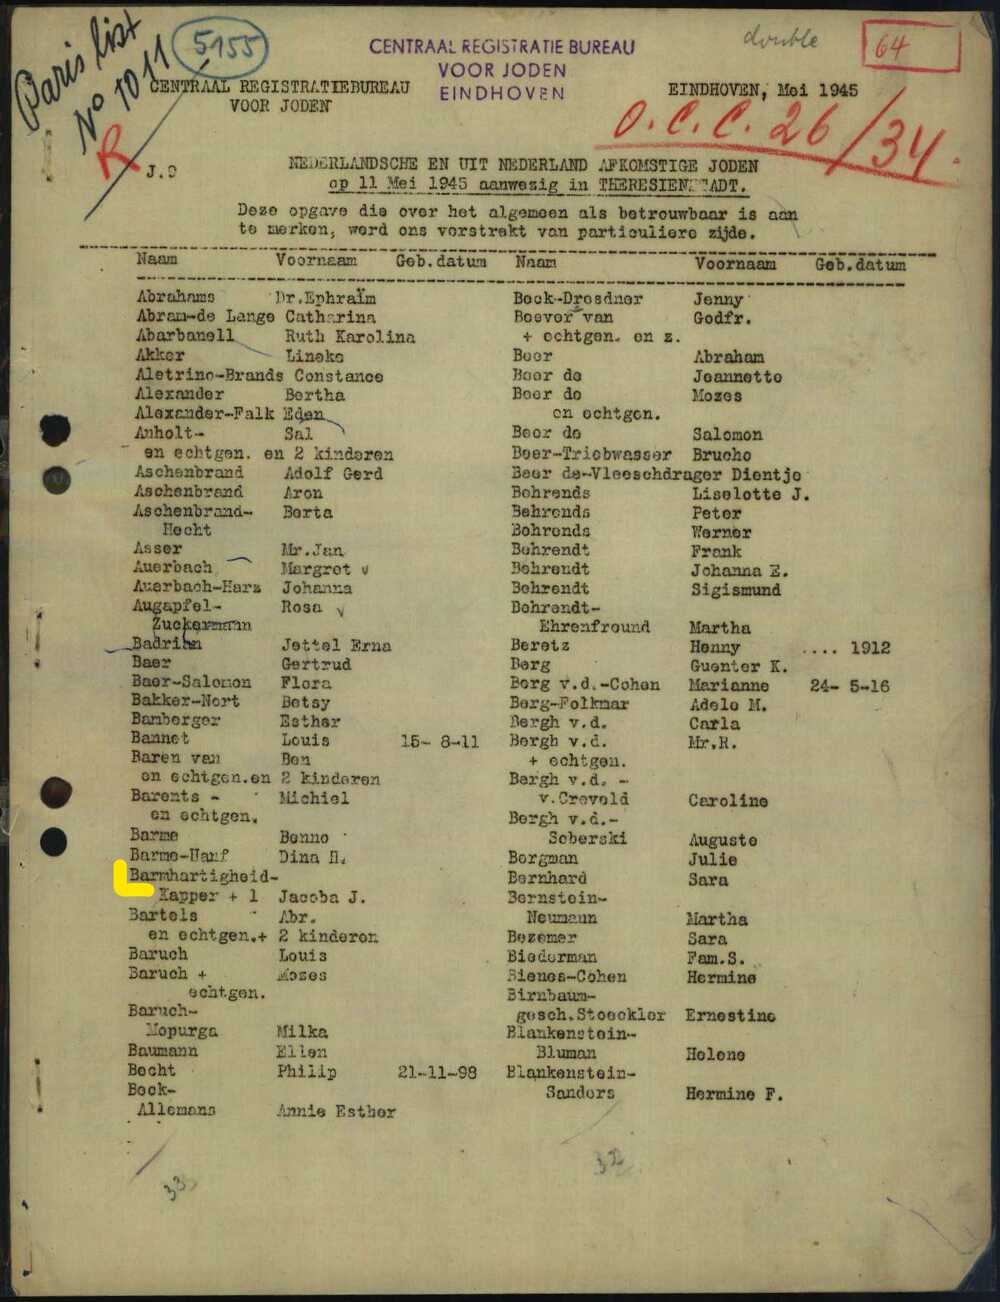 Paris list
No 1011
5155
CENTRAAL REGISTRATIE BUREAU
VOOR JODEN
EINDHOVEN
double
64
CENTRAAL REGISTRATIEBUREAU
VOOR JODEN
EINDHOVEN, Mei 1945
O.C.C. 26/34.
R
J.9
NEDERLANDSCHE EN UIT NEDERLAND AFKOMSTIGE JODEN
op 11 Mei 1945 aanwezig in THERESIENSTADT.
Deze opgave die over het algemeen als betrouwbaar is aan
te merken, werd ons verstrekt van particuliere zijde.
Naam Voornaam Geb.datum
Abrahams Dr.Ephraim
Abram-de Lange Catharina
Abarbanell Ruth Karolina
Akker Lineke
Aletrino-Brands Constance
Alexander Bertha
Alexander-Falk Eden
Anholt- Sal
en echtgen. en 2 kinderen
Aschenbrand Adolf Gerd
Aschenbrand Aron
Aschenbrand- Berta
Hecht
Asser Mr.Jan
Auerbach Margret
Auerbach-Harz Johanna
Augapfel- Rosa
Zuckermann
Badrian Jettel Erna
Baer Gertrud
Baer-Salomon Flora
Bakker-Nort Betsy
Bamberger Esther
Bannet Louis 15- 8-11
Baren van Ben
en echtgen.en 2 kinderen
Barents - Michiel
en echtgen.
Barme Benno
Barme-Hanf Dina H.
Barmhartigheid-
Kapper + 1 Jacoba J.
Bartels Abr.
en echtgen.+ 2 kinderen
Baruch Louis
Baruch + Mozes
echtgen.
Baruch-
Mopurga Milka
Baumann Ellen
Becht Philip 21-11-98
Beck-
Allemans Annie Esther
33
Naam Voornaam Geb.datum
Beck-Dresdner Jenny
Beever van Godfr.
+ echtgen. en z.
Beer Abraham
Beer de Jeannette
Beer de Mozes
en echtgen.
Beer de Salomon
Beer-Triebwasser Bruche
Beer de-Vleeschdrager Dientje
Behrends Liselotte J.
Behrends Peter
Behrends Werner
Behrendt Frank
Behrendt Johanna E.
Behrendt Sigismund
Behrendt-
Ehrenfreund Martha
Beretz Henny .... 1912
Berg Guenter K.
Berg v.d.-Cohen Marianne 24- 5-16
Berg-Folkmar Adele M.
Bergh v.d. Carla
Bergh v.d. Mr.R.
+ echtgen.
Bergh v.d. -
v.Creveld Caroline
Bergh v.d.-
Seberski Auguste
Bergman Julie
Bernhard Sara
Bernstein-
Neumann Martha
Bezemer Sara
Biederman Fam.S.
Bienes-Cohen Hermine
Birnbaum-
gesch.Stoeckler Ernestine
Blankenstein-
Bluman Helene
Blankenstein-
Sanders Hermine F.
32